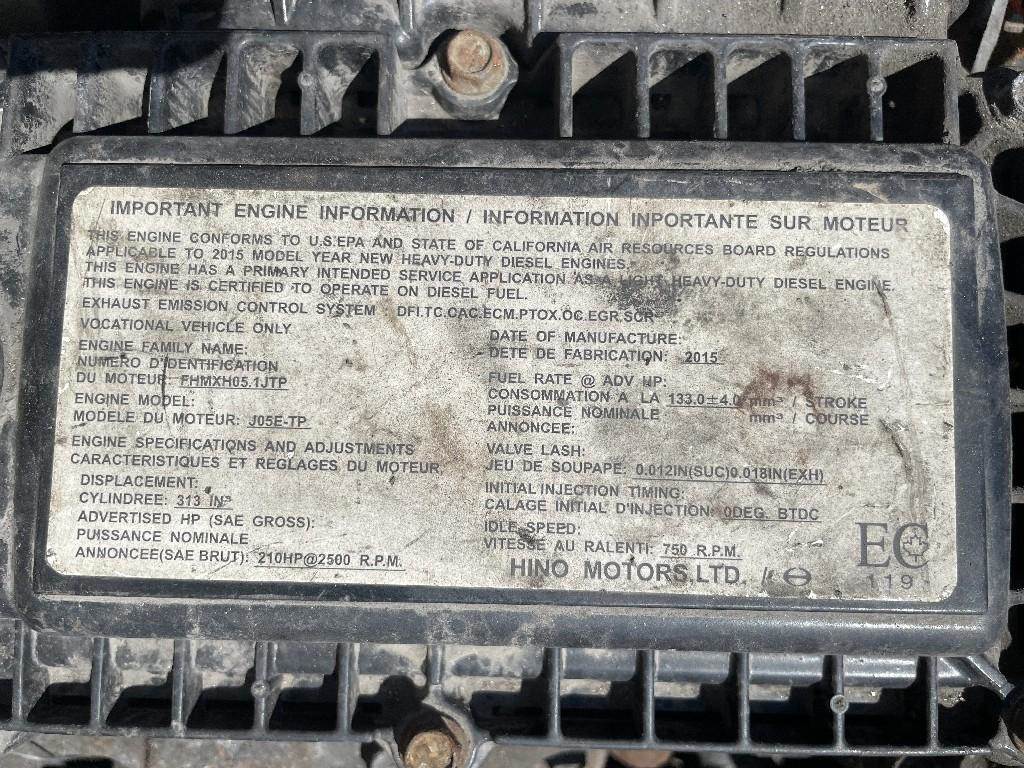 IMPORTANT ENGINE INFORMATION / INFORMATION INPORTANTE SUR MOTEUR
THIS ENGINE CONFORMS TO U.S.EPA AND STATE OF CALIFORNIA AIR RESOURCES BOARD REGULATIONS
APPLICABLE TO 2015 MODEL YEAR NEW HEAVY-DUTY DIESEL ENGINES.
THIS ENGINE HAS A PRIMARY INTENDED SERVICE APPLICATION AS A LIGHT HEAVY-DUTY DIESEL ENGINE.
THIS ENGINE IS CERTIFIED TO OPERATE ON DIESEL FUEL.
EXHAUST EMISSION CONTROL SYSTEM : DFI.TC.CAC.ECM.PTOX.OC.EGR.SCR
VOCATIONAL VEHICLE ONLY
ENGINE FAMILY NAME:
NUMERO D'IDENTIFICATION
DU MOTEUR: FHMXH05.1JTP
ENGINE MODEL:
MODELE DU MOTEUR: J05E-TP
ENGINE SPECIFICATIONS AND ADJUSTMENTS
CARACTERISTIQUES ET REGLAGES DU MOTEUR
DISPLACEMENT:
CYLINDREE: 313 IN³
ADVERTISED HP (SAE GROSS):
PUISSANCE NOMINALE
ANNONCEE(SAE BRUT): 210HP@2500 R.P.M.
DATE OF MANUFACTURE:
DETE DE FABRICATION: 2015
FUEL RATE @ ADV HP:
CONSOMMATION A LA 133.0±4.0 mm³ / STROKE
PUISSANCE NOMINALE mm³ / COURSE
ANNONCEE:
VALVE LASH:
JEU DE SOUPAPE: 0.012IN(SUC)0.018IN(EXH)
INITIAL INJECTION TIMING:
CALAGE INITIAL D'INJECTION: 0DEG. BTDC
IDLE SPEED:
VITESSE AU RALENTI: 750 R.P.M.
HINO MOTORS,LTD.
EC
119